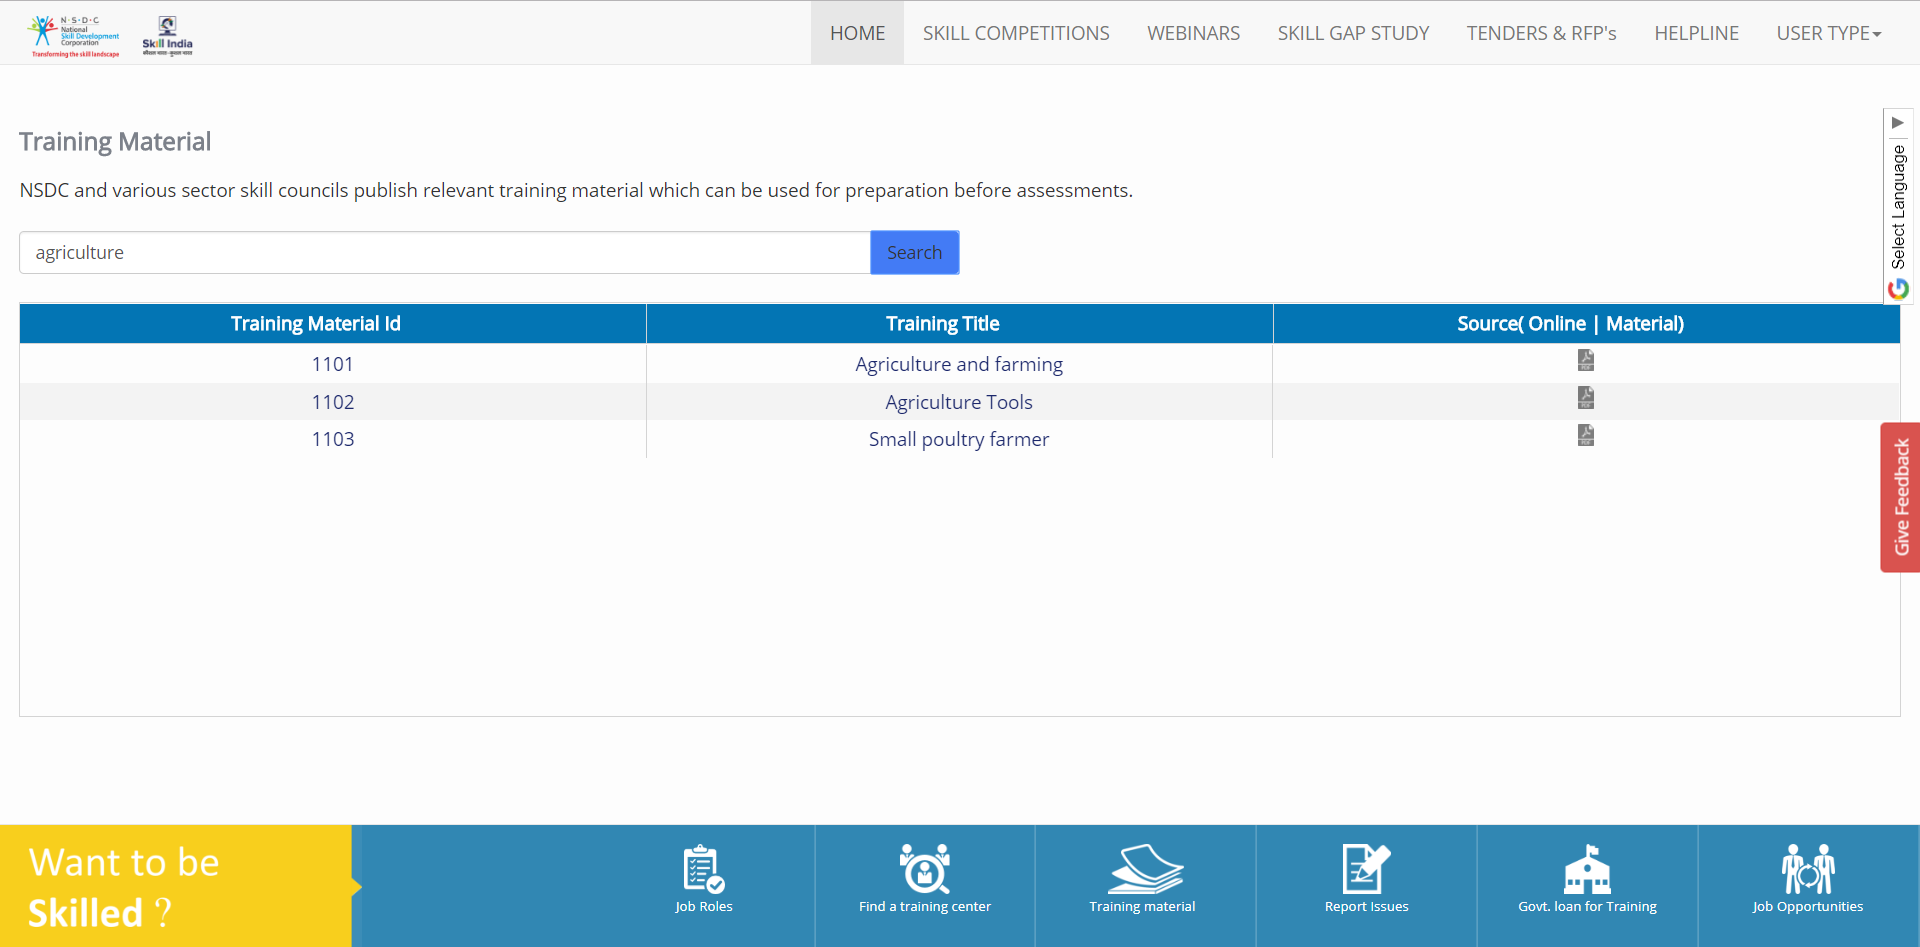 N·S·D·C
National
Skill Development
Corporation
Transforming the skill landscape
Skill India
HOME
SKILL COMPETITIONS
WEBINARS
SKILL GAP STUDY
TENDERS & RFP's
HELPLINE
USER TYPE
Training Material
NSDC and various sector skill councils publish relevant training material which can be used for preparation before assessments.
agriculture
Search
Select Language
Training Material Id Training Title Source( Online | Material)
1101 Agriculture and farming
1102 Agriculture Tools
1103 Small poultry farmer
Give Feedback
Want to be
Skilled ?
Job Roles
Find a training center
Training material
Report Issues
Govt. loan for Training
Job Opportunities